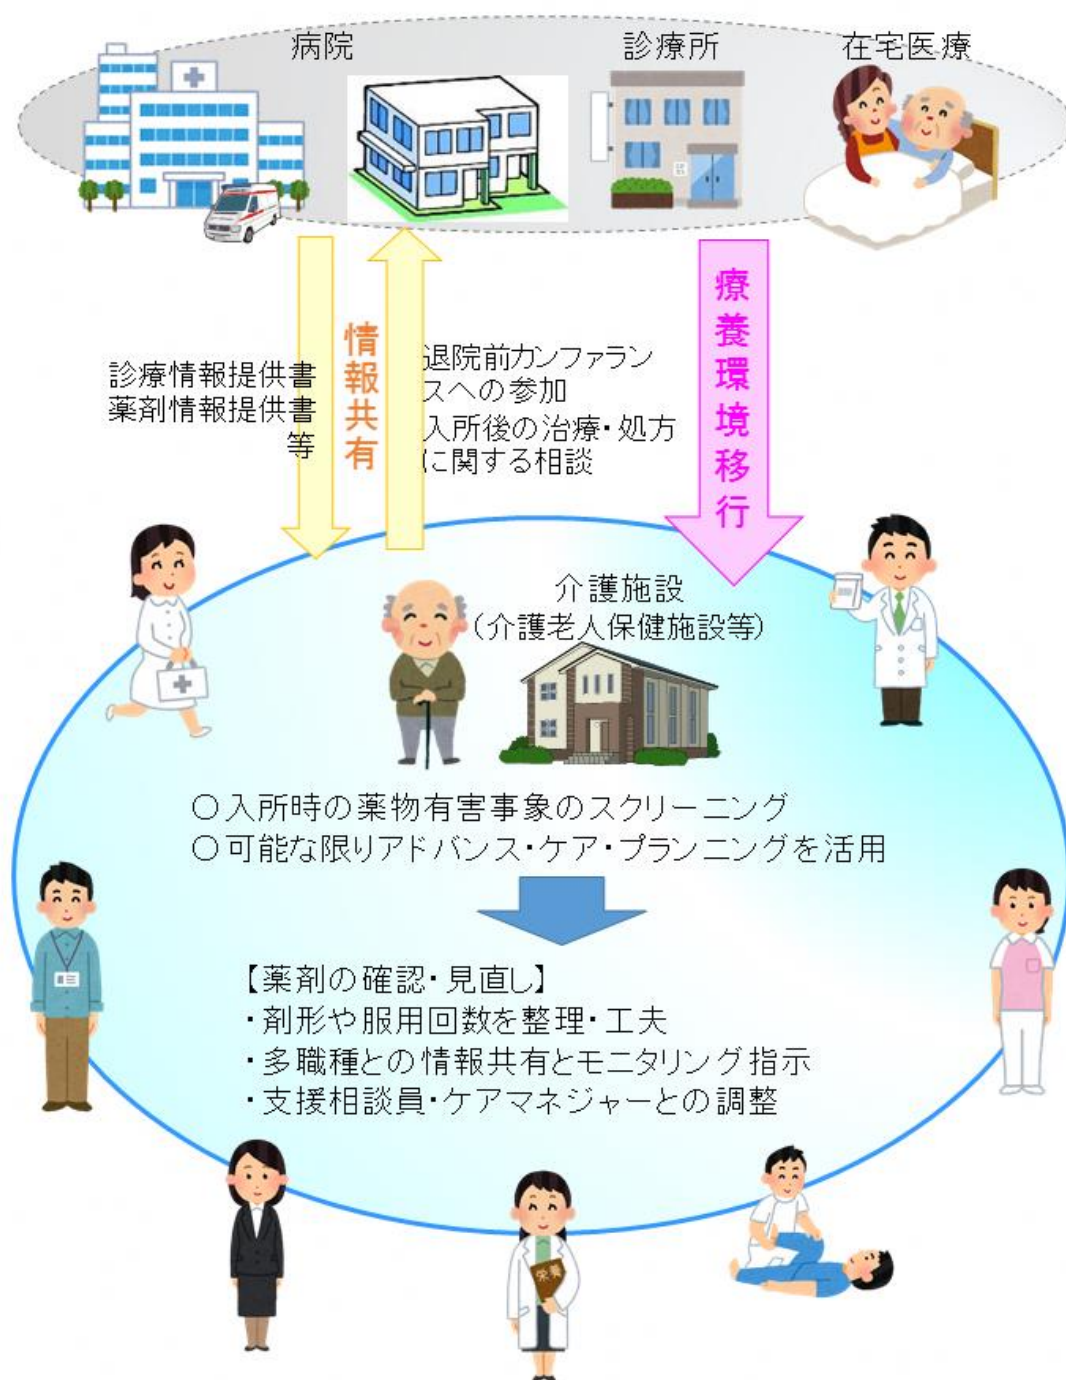 病院
診療所
在宅医療
診療情報提供書
薬剤情報提供書
等
情報共有
退院前カンファラン
スへの参加
入所後の治療・処方
に関する相談
療養環境移行
介護施設
(介護老人保健施設等)
○入所時の薬物有害事象のスクリーニング
○可能な限りアドバンス・ケア・プランニングを活用
【薬剤の確認・見直し】
・剤形や服用回数を整理・工夫
・多職種との情報共有とモニタリング指示
・支援相談員・ケアマネジャーとの調整
栄養